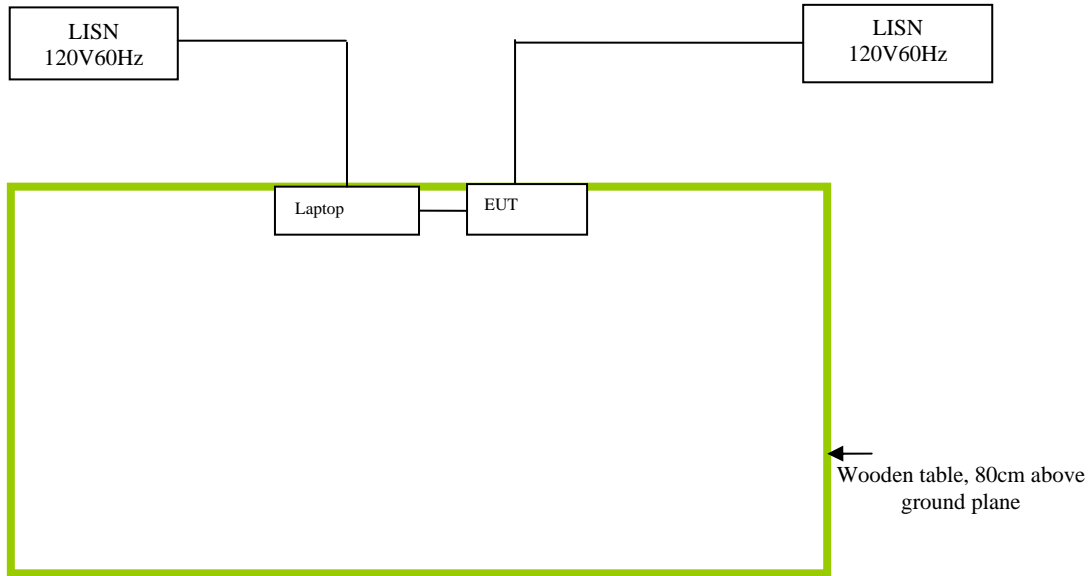 LISN
120V60Hz
LISN
120V60Hz
Laptop
EUT
Wooden table, 80cm above
ground plane